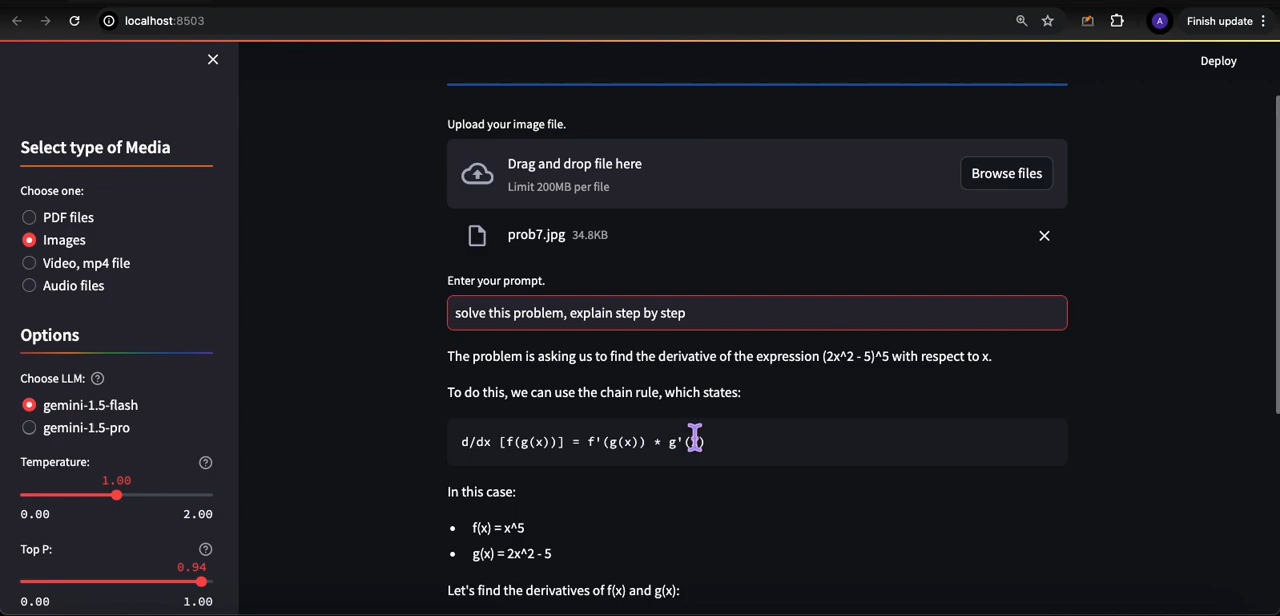 localhost:8503
A
Finish update
Deploy
Select type of Media
Choose one:
PDF files
Images
Video, mp4 file
Audio files
Options
Choose LLM:
gemini-1.5-flash
gemini-1.5-pro
Temperature:
1.00
0.00 2.00
Top P:
0.94
0.00 1.00
Upload your image file.
Drag and drop file here
Limit 200MB per file
Browse files
prob7.jpg 34.8KB
Enter your prompt.
solve this problem, explain step by step
The problem is asking us to find the derivative of the expression (2x^2 - 5)^5 with respect to x.
To do this, we can use the chain rule, which states:
d/dx [f(g(x))] = f'(g(x)) * g'(x)
In this case:
• f(x) = x^5
• g(x) = 2x^2 - 5
Let's find the derivatives of f(x) and g(x):